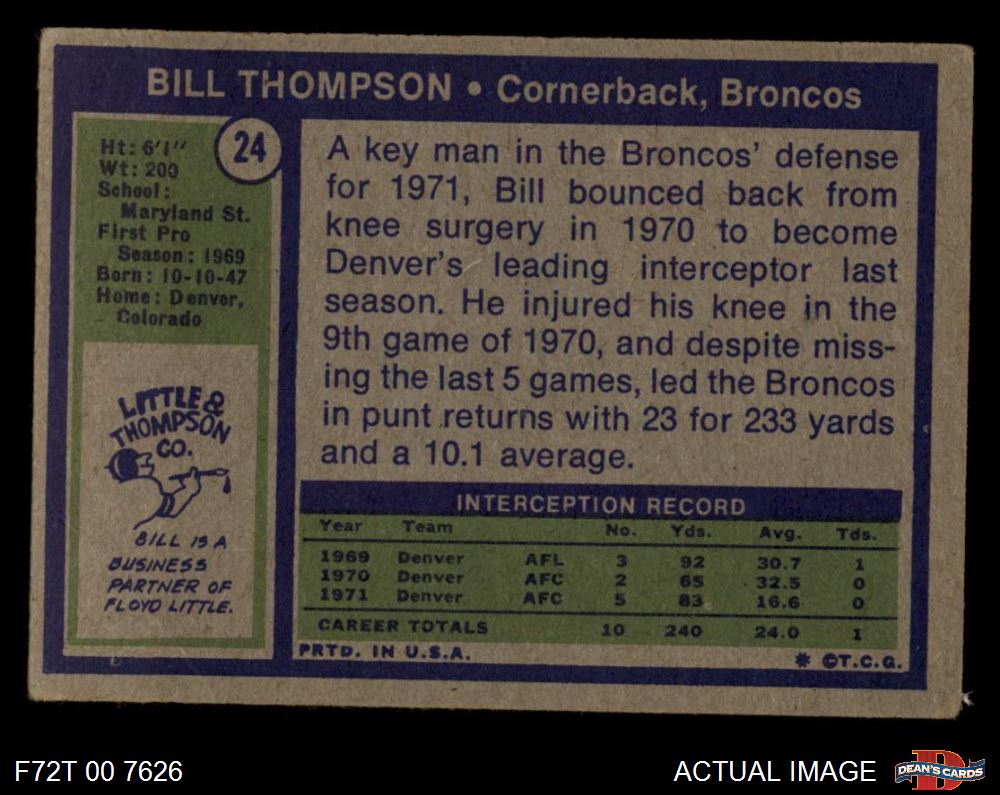 BILL THOMPSON • Cornerback, Broncos
24
Ht: 6'1"
Wt: 200
School:
Maryland St.
First Pro
Season: 1969
Born: 10-10-47
Home: Denver,
Colorado
LITTLE &
THOMPSON
CO.
BILL IS A
BUSINESS
PARTNER OF
FLOYD LITTLE.
A key man in the Broncos' defense
for 1971, Bill bounced back from
knee surgery in 1970 to become
Denver's leading interceptor last
season. He injured his knee in the
9th game of 1970, and despite miss-
ing the last 5 games, led the Broncos
in punt returns with 23 for 233 yards
and a 10.1 average.
INTERCEPTION RECORD
Year Team No. Yds. Avg. Tds.
1969 Denver AFL 3 92 30.7 1
1970 Denver AFC 2 65 32.5 0
1971 Denver AFC 5 83 16.6 0
CAREER TOTALS 10 240 24.0 1
PRTD. IN U.S.A. * ©T.C.G.
F72T 00 7626
ACTUAL IMAGE
D
DEAN'S CARDS